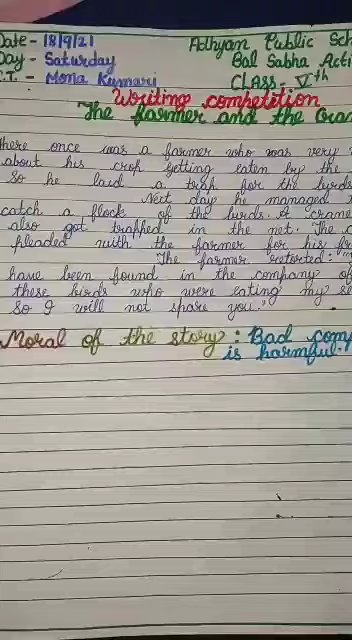 Date - 18/9/21 Adhyan Public
Day - Saturday Bal Sabha
C.T. - Mona Kumari CLASS - Vth
Writing competition
The farmer and the
there once was a farmer who was very
about his crop getting eaten by the
So he laid a trap for the birds
Next day he managed
catch a flock of the birds. A crane
also got trapped in the net. The
pleaded with the farmer for his
The farmer retorted: "
have been found in the company of
these birds who were eating my
So I will not spare you."
Moral of the story : Bad
is harmful.